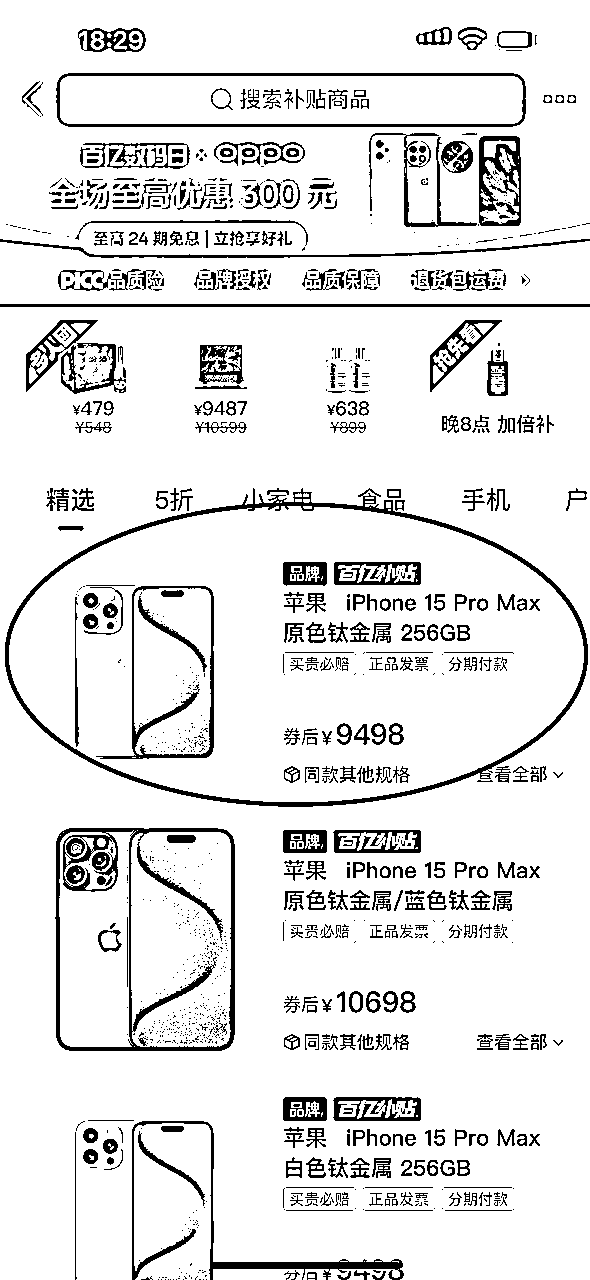 18:29
搜索补贴商品
百亿数码日 × OPPO
全场至高优惠 300 元
至高 24 期免息 | 立抢享好礼
PICC品质险 品牌授权 品质保障 退货包运费
多人团
抢先看
¥479 ¥9487 ¥638
¥548 ¥10599 ¥899
晚8点 加倍补
精选 5折 小家电 食品 手机 户
品牌 百亿补贴
苹果 iPhone 15 Pro Max
原色钛金属 256GB
买贵必赔 正品发票 分期付款
券后¥9498
同款其他规格 查看全部
品牌 百亿补贴
苹果 iPhone 15 Pro Max
原色钛金属/蓝色钛金属
买贵必赔 正品发票 分期付款
券后¥10698
同款其他规格 查看全部
品牌 百亿补贴
苹果 iPhone 15 Pro Max
白色钛金属 256GB
买贵必赔 正品发票 分期付款
券后¥9498